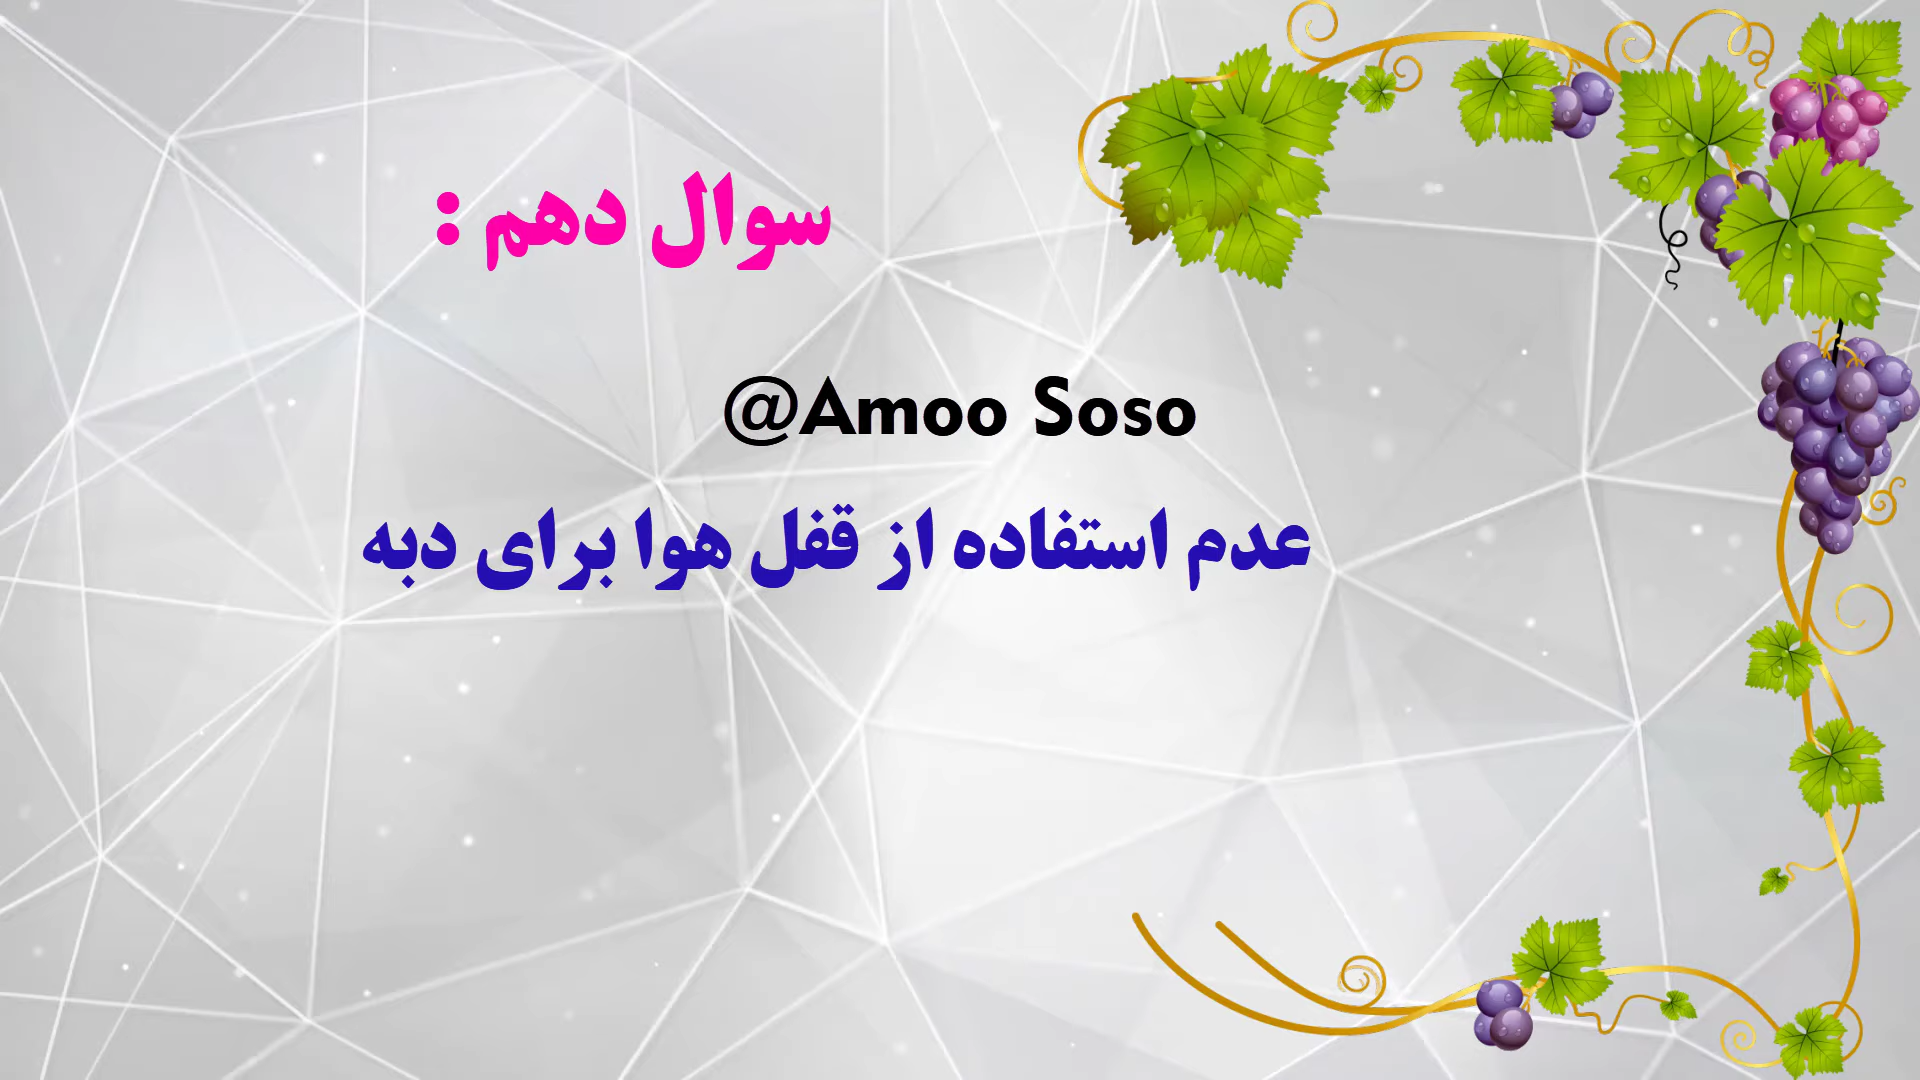 سوال دهم :
@Amoo Soso
عدم استفاده از قفل هوا برای دبه